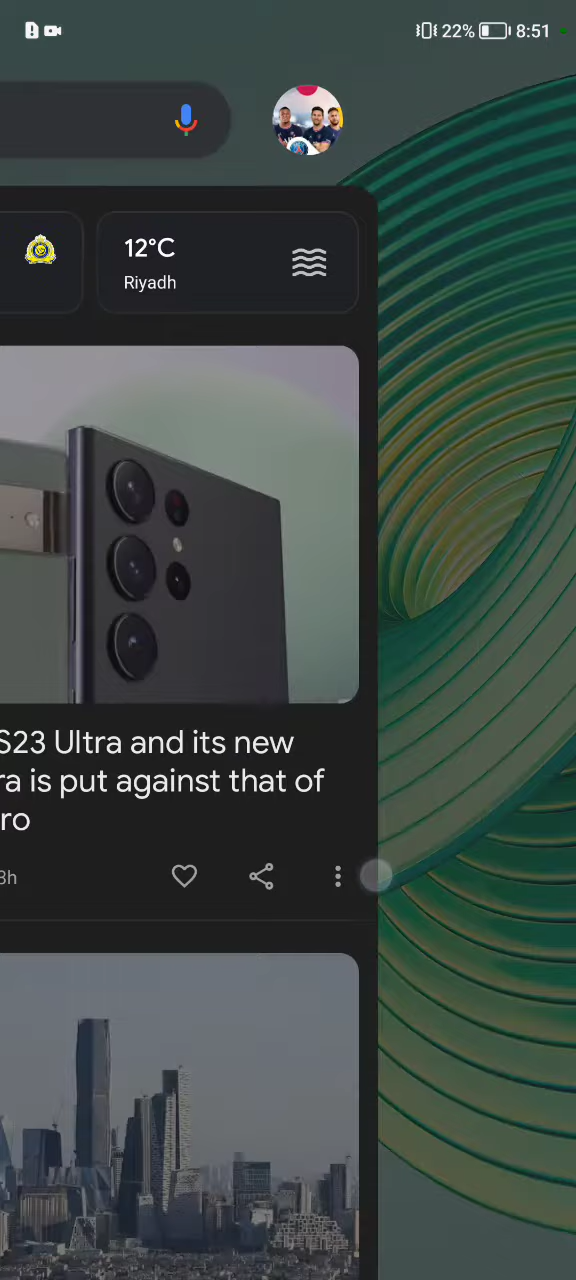 22% 8:51
12°C
Riyadh
S23 Ultra and its new
ra is put against that of
ro
3h